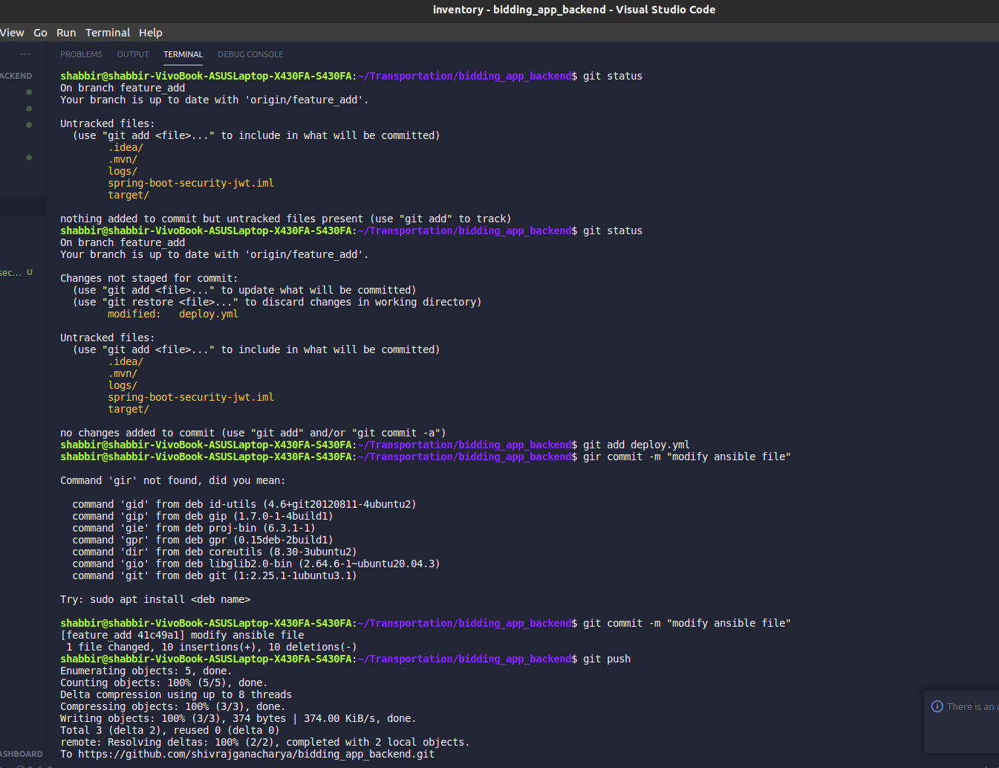 inventory - bidding_app_backend - Visual Studio Code
View Go Run Terminal Help
... PROBLEMS OUTPUT TERMINAL DEBUG CONSOLE
ACKEND
shabbir@shabbir-VivoBook-ASUSLaptop-X430FA-S430FA:~/Transportation/bidding_app_backend$ git status
On branch feature_add
Your branch is up to date with 'origin/feature_add'.
Untracked files:
(use "git add <file>..." to include in what will be committed)
.idea/
.mvn/
logs/
spring-boot-security-jwt.iml
target/
nothing added to commit but untracked files present (use "git add" to track)
shabbir@shabbir-VivoBook-ASUSLaptop-X430FA-S430FA:~/Transportation/bidding_app_backend$ git status
On branch feature_add
Your branch is up to date with 'origin/feature_add'.
sec... U
Changes not staged for commit:
(use "git add <file>..." to update what will be committed)
(use "git restore <file>..." to discard changes in working directory)
modified:   deploy.yml
Untracked files:
(use "git add <file>..." to include in what will be committed)
.idea/
.mvn/
logs/
spring-boot-security-jwt.iml
target/
no changes added to commit (use "git add" and/or "git commit -a")
shabbir@shabbir-VivoBook-ASUSLaptop-X430FA-S430FA:~/Transportation/bidding_app_backend$ git add deploy.yml
shabbir@shabbir-VivoBook-ASUSLaptop-X430FA-S430FA:~/Transportation/bidding_app_backend$ gir commit -m "modify ansible file"
Command 'gir' not found, did you mean:
command 'gid' from deb id-utils (4.6+git20120811-4ubuntu2)
command 'gip' from deb gip (1.7.0-1-4build1)
command 'gie' from deb proj-bin (6.3.1-1)
command 'gpr' from deb gpr (0.15deb-2build1)
command 'dir' from deb coreutils (8.30-3ubuntu2)
command 'gio' from deb libglib2.0-bin (2.64.6-1~ubuntu20.04.3)
command 'git' from deb git (1:2.25.1-1ubuntu3.1)
Try: sudo apt install <deb name>
shabbir@shabbir-VivoBook-ASUSLaptop-X430FA-S430FA:~/Transportation/bidding_app_backend$ git commit -m "modify ansible file"
[feature_add 41c49a1] modify ansible file
1 file changed, 10 insertions(+), 10 deletions(-)
shabbir@shabbir-VivoBook-ASUSLaptop-X430FA-S430FA:~/Transportation/bidding_app_backend$ git push
Enumerating objects: 5, done.
Counting objects: 100% (5/5), done.
Delta compression using up to 8 threads
Compressing objects: 100% (3/3), done.
There is an a
Writing objects: 100% (3/3), 374 bytes | 374.00 KiB/s, done.
Total 3 (delta 2), reused 0 (delta 0)
remote: Resolving deltas: 100% (2/2), completed with 2 local objects.
ASHBOARD
To https://github.com/shivrajganacharya/bidding_app_backend.git